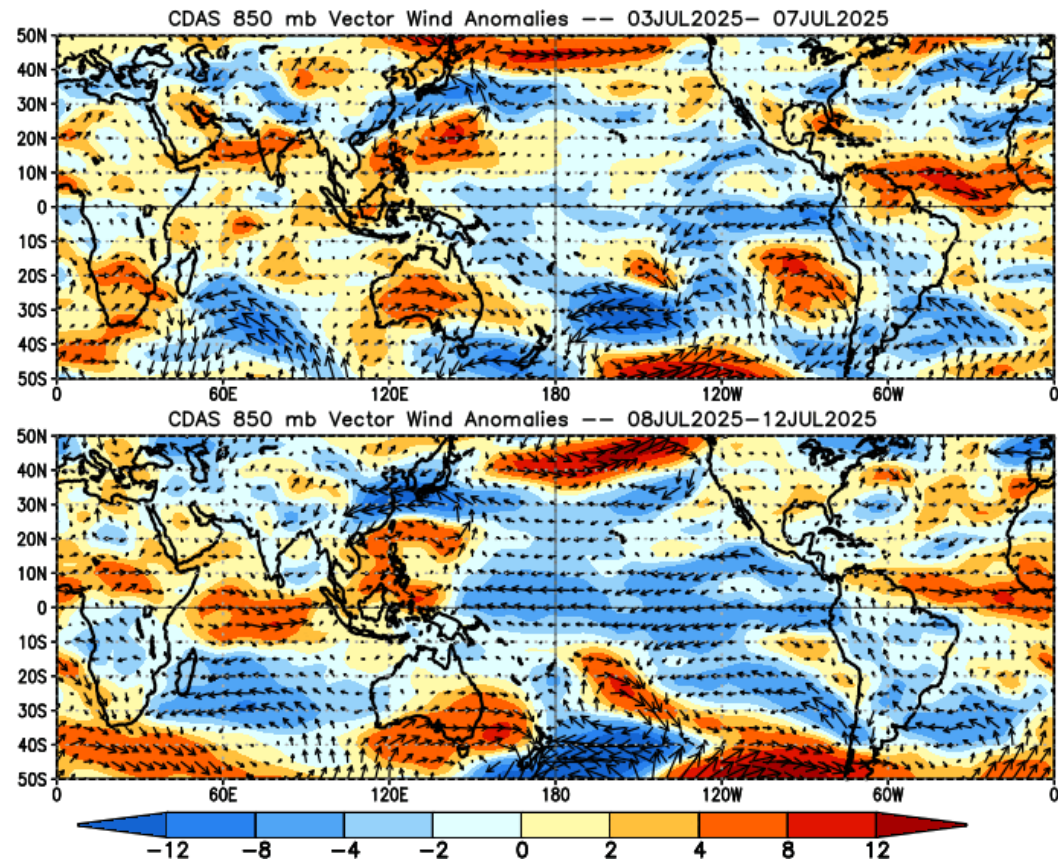 CDAS 850 mb Vector Wind Anomalies -- 03JUL2025- 07JUL2025
50N
40N
30N
20N
10N
0
10S
20S
30S
40S
50S
0 60E 120E 180 120W 60W 0
CDAS 850 mb Vector Wind Anomalies -- 08JUL2025-12JUL2025
50N
40N
30N
20N
10N
0
10S
20S
30S
40S
50S
0 60E 120E 180 120W 60W 0
-12 -8 -4 -2 0 2 4 8 12